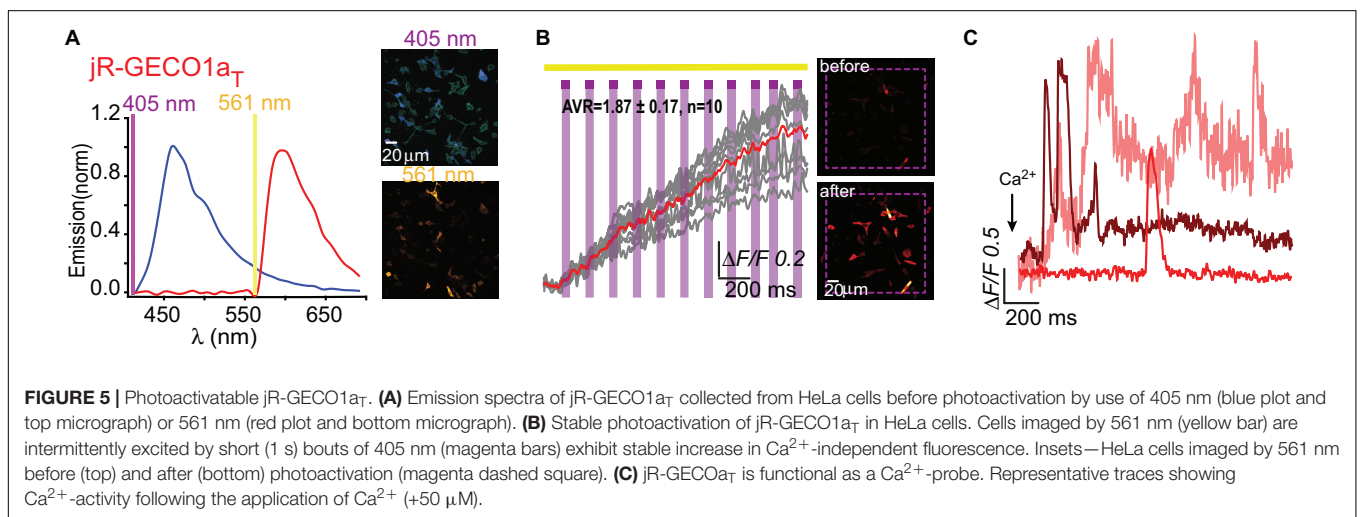 A
jR-GECO1aT
405 nm
561 nm
Emission(norm)
1.2
0.8
0.4
0.0
450
550
650
λ (nm)
405 nm
20 μm
561 nm
B
AVR=1.87 ± 0.17, n=10
ΔF/F 0.2
200 ms
before
after
20μm
C
Ca2+
ΔF/F 0.5
200 ms
FIGURE 5 | Photoactivatable jR-GECO1aT. (A) Emission spectra of jR-GECO1aT collected from HeLa cells before photoactivation by use of 405 nm (blue plot and
top micrograph) or 561 nm (red plot and bottom micrograph). (B) Stable photoactivation of jR-GECO1aT in HeLa cells. Cells imaged by 561 nm (yellow bar) are
intermittently excited by short (1 s) bouts of 405 nm (magenta bars) exhibit stable increase in Ca2+-independent fluorescence. Insets—HeLa cells imaged by 561 nm
before (top) and after (bottom) photoactivation (magenta dashed square). (C) jR-GECOaT is functional as a Ca2+-probe. Representative traces showing
Ca2+-activity following the application of Ca2+ (+50 μM).